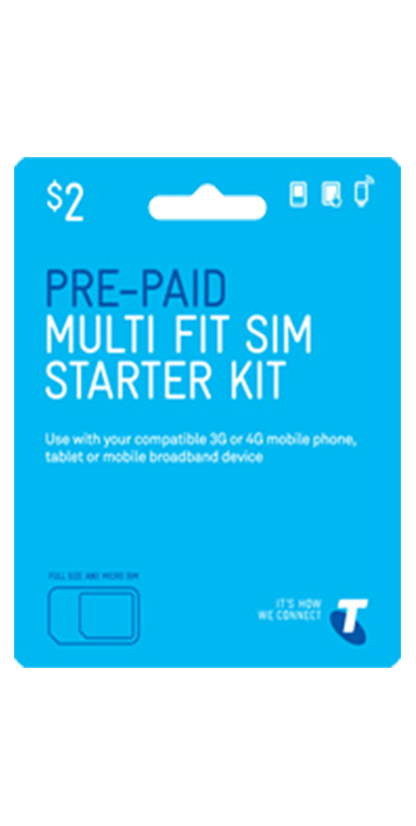 $2
PRE-PAID
MULTI FIT SIM
STARTER KIT
Use with your compatible 3G or 4G mobile phone,
tablet or mobile broadband device
FULL SIZE AND MICRO SIM
IT'S HOW
WE CONNECT
T